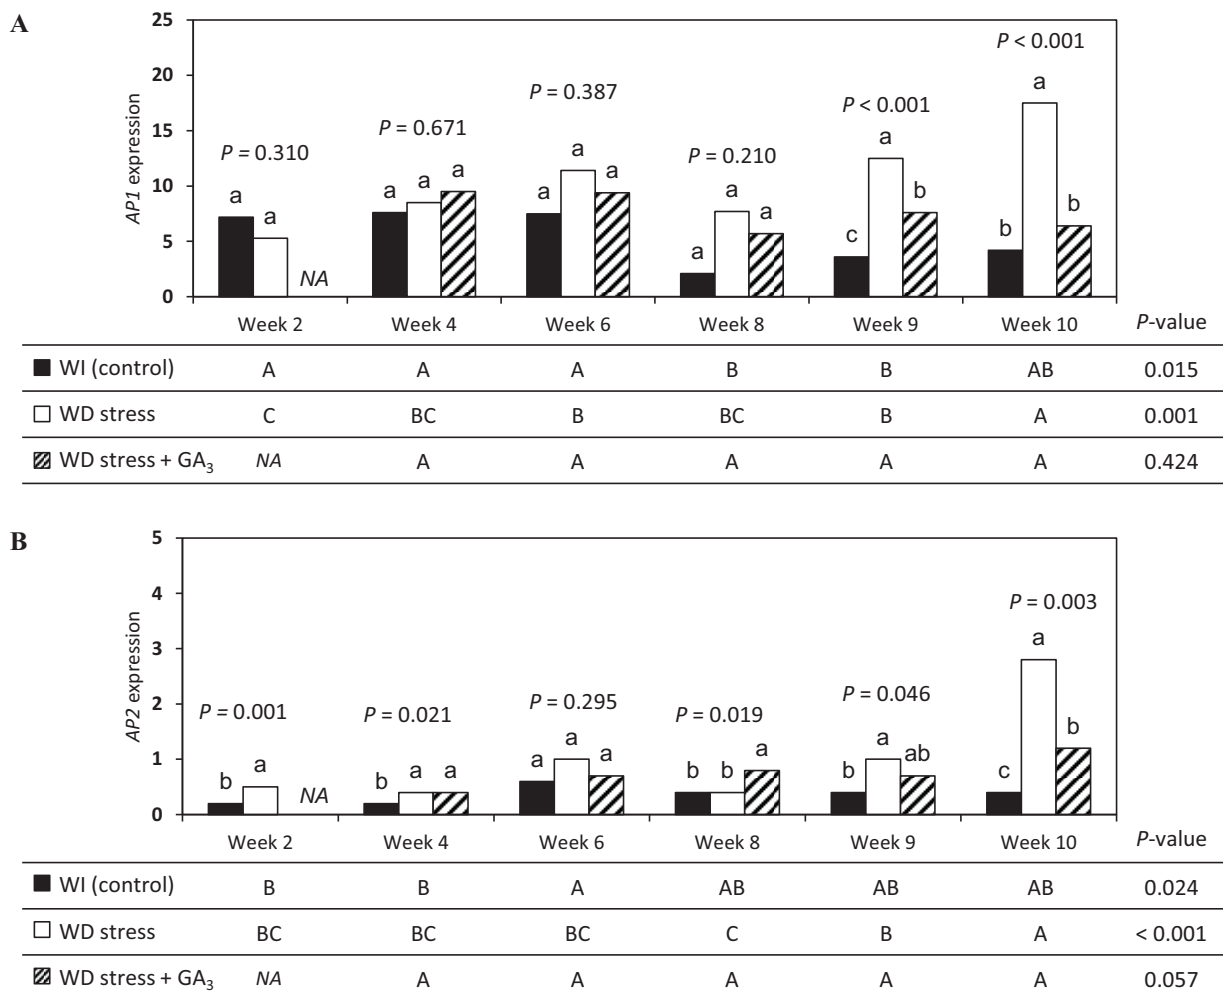 A
25
20
15
10
5
0
AP1 expression
P = 0.310
P = 0.671
P = 0.387
P = 0.210
P < 0.001
P < 0.001
a a NA
a a a
a a a
a a a
c a b
b a b
Week 2 Week 4 Week 6 Week 8 Week 9 Week 10 P-value
WI (control) A A A B B AB 0.015
WD stress C BC B BC B A 0.001
WD stress + GA₃ NA A A A A A 0.424
B
5
4
3
2
1
0
AP2 expression
P = 0.001
P = 0.021
P = 0.295
P = 0.019
P = 0.046
P = 0.003
b a NA
b a a
a a a
b b a
b a ab
c a b
Week 2 Week 4 Week 6 Week 8 Week 9 Week 10 P-value
WI (control) B B A AB AB AB 0.024
WD stress BC BC BC C B A < 0.001
WD stress + GA₃ NA A A A A A 0.057